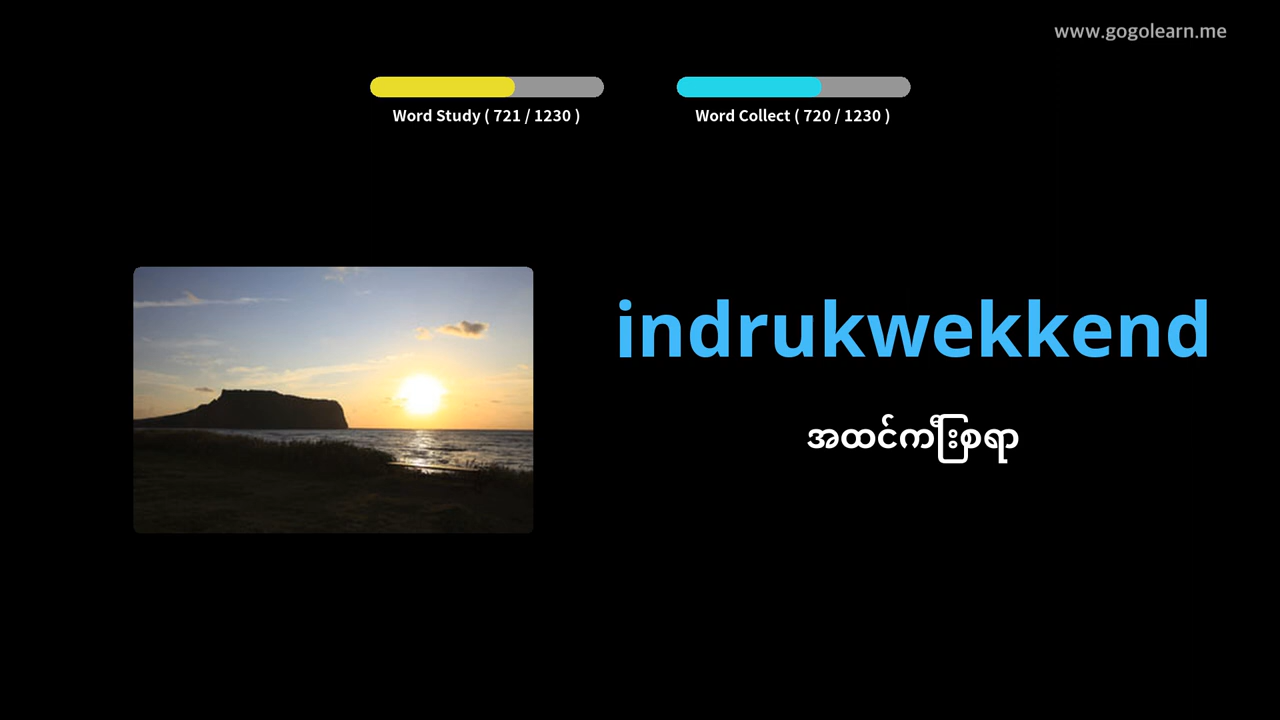 www.gogolearn.me
Word Study ( 721 / 1230 )
Word Collect ( 720 / 1230 )
indrukwekkend
အထင်ကြီးစရာ